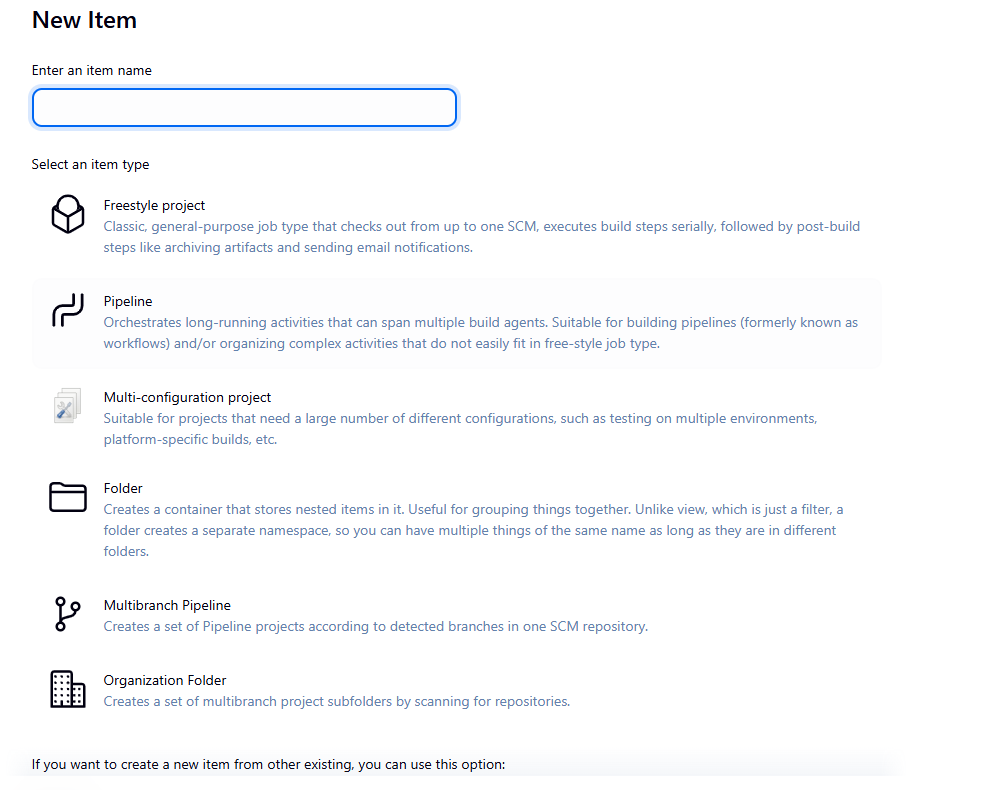 New Item
Enter an item name
Select an item type
Freestyle project
Classic, general-purpose job type that checks out from up to one SCM, executes build steps serially, followed by post-build
steps like archiving artifacts and sending email notifications.
Pipeline
Orchestrates long-running activities that can span multiple build agents. Suitable for building pipelines (formerly known as
workflows) and/or organizing complex activities that do not easily fit in free-style job type.
Multi-configuration project
Suitable for projects that need a large number of different configurations, such as testing on multiple environments,
platform-specific builds, etc.
Folder
Creates a container that stores nested items in it. Useful for grouping things together. Unlike view, which is just a filter, a
folder creates a separate namespace, so you can have multiple things of the same name as long as they are in different
folders.
Multibranch Pipeline
Creates a set of Pipeline projects according to detected branches in one SCM repository.
Organization Folder
Creates a set of multibranch project subfolders by scanning for repositories.
If you want to create a new item from other existing, you can use this option: